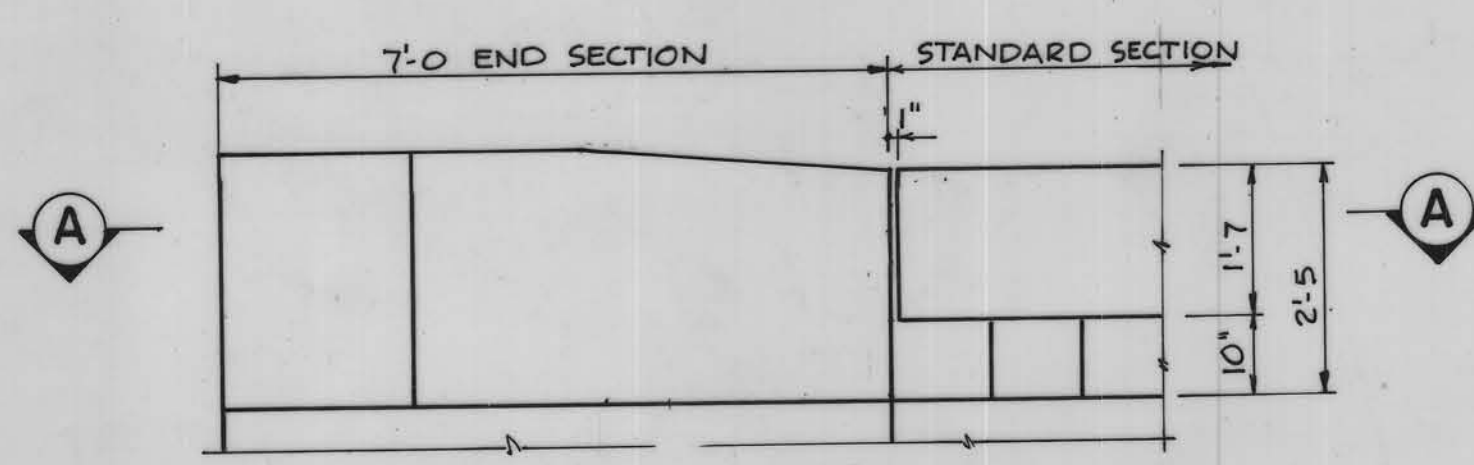 7'-0 END SECTION
STANDARD SECTION
1"
A
A
1'-7
2'-5
10"